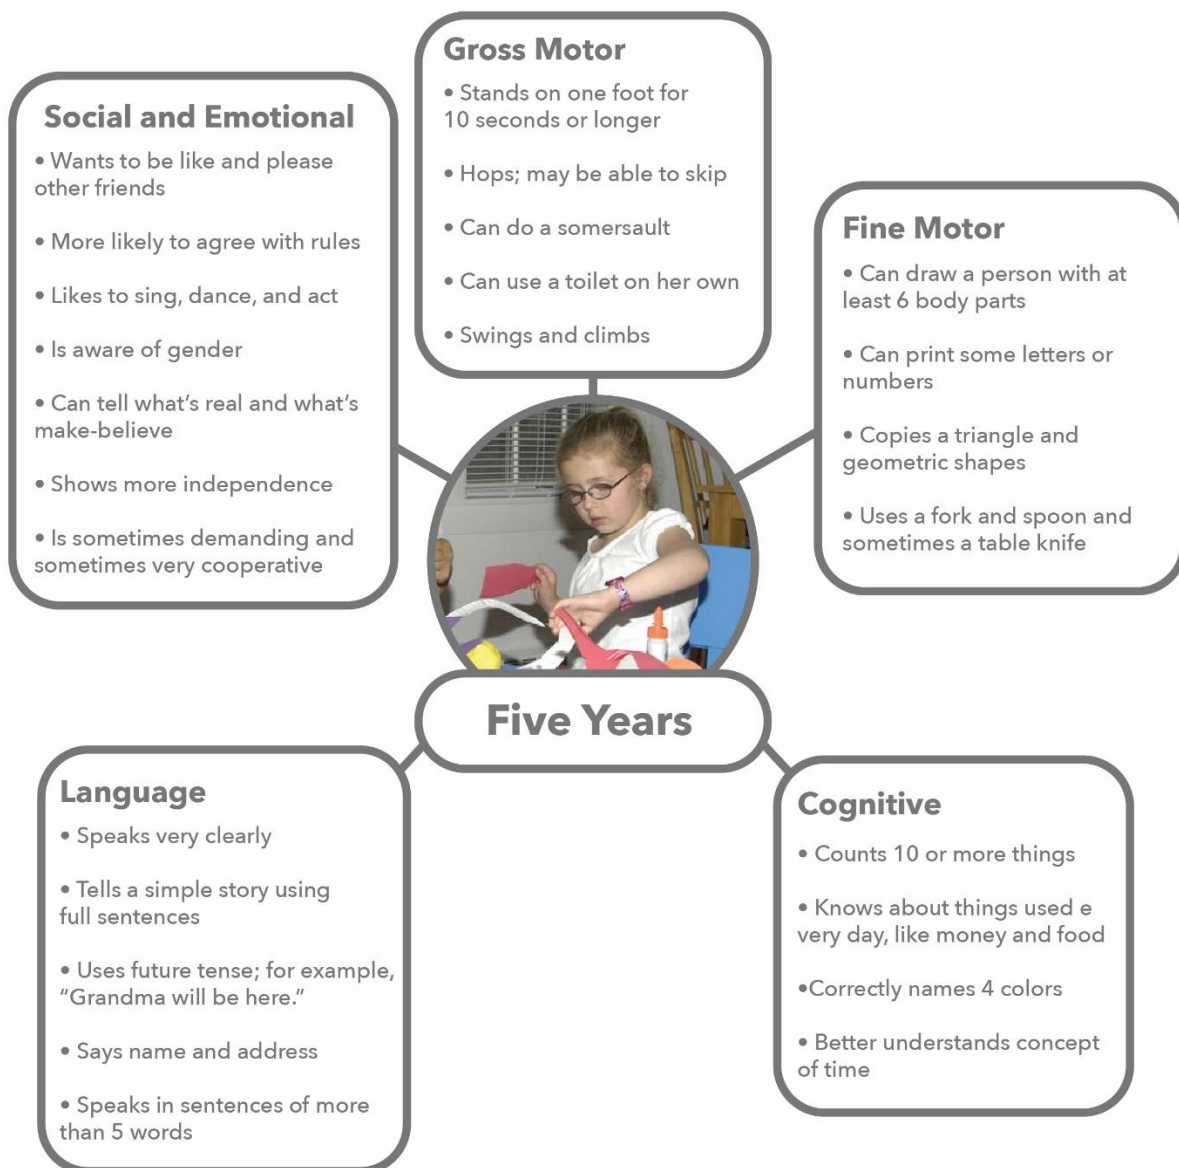 Gross Motor
• Stands on one foot for
10 seconds or longer
• Hops; may be able to skip
• Can do a somersault
• Can use a toilet on her own
• Swings and climbs
Social and Emotional
• Wants to be like and please
other friends
• More likely to agree with rules
• Likes to sing, dance, and act
• Is aware of gender
• Can tell what’s real and what’s
make-believe
• Shows more independence
• Is sometimes demanding and
sometimes very cooperative
Fine Motor
• Can draw a person with at
least 6 body parts
• Can print some letters or
numbers
• Copies a triangle and
geometric shapes
• Uses a fork and spoon and
sometimes a table knife
Five Years
Language
• Speaks very clearly
• Tells a simple story using
full sentences
• Uses future tense; for example,
“Grandma will be here.”
• Says name and address
• Speaks in sentences of more
than 5 words
Cognitive
• Counts 10 or more things
• Knows about things used e
very day, like money and food
•Correctly names 4 colors
• Better understands concept
of time